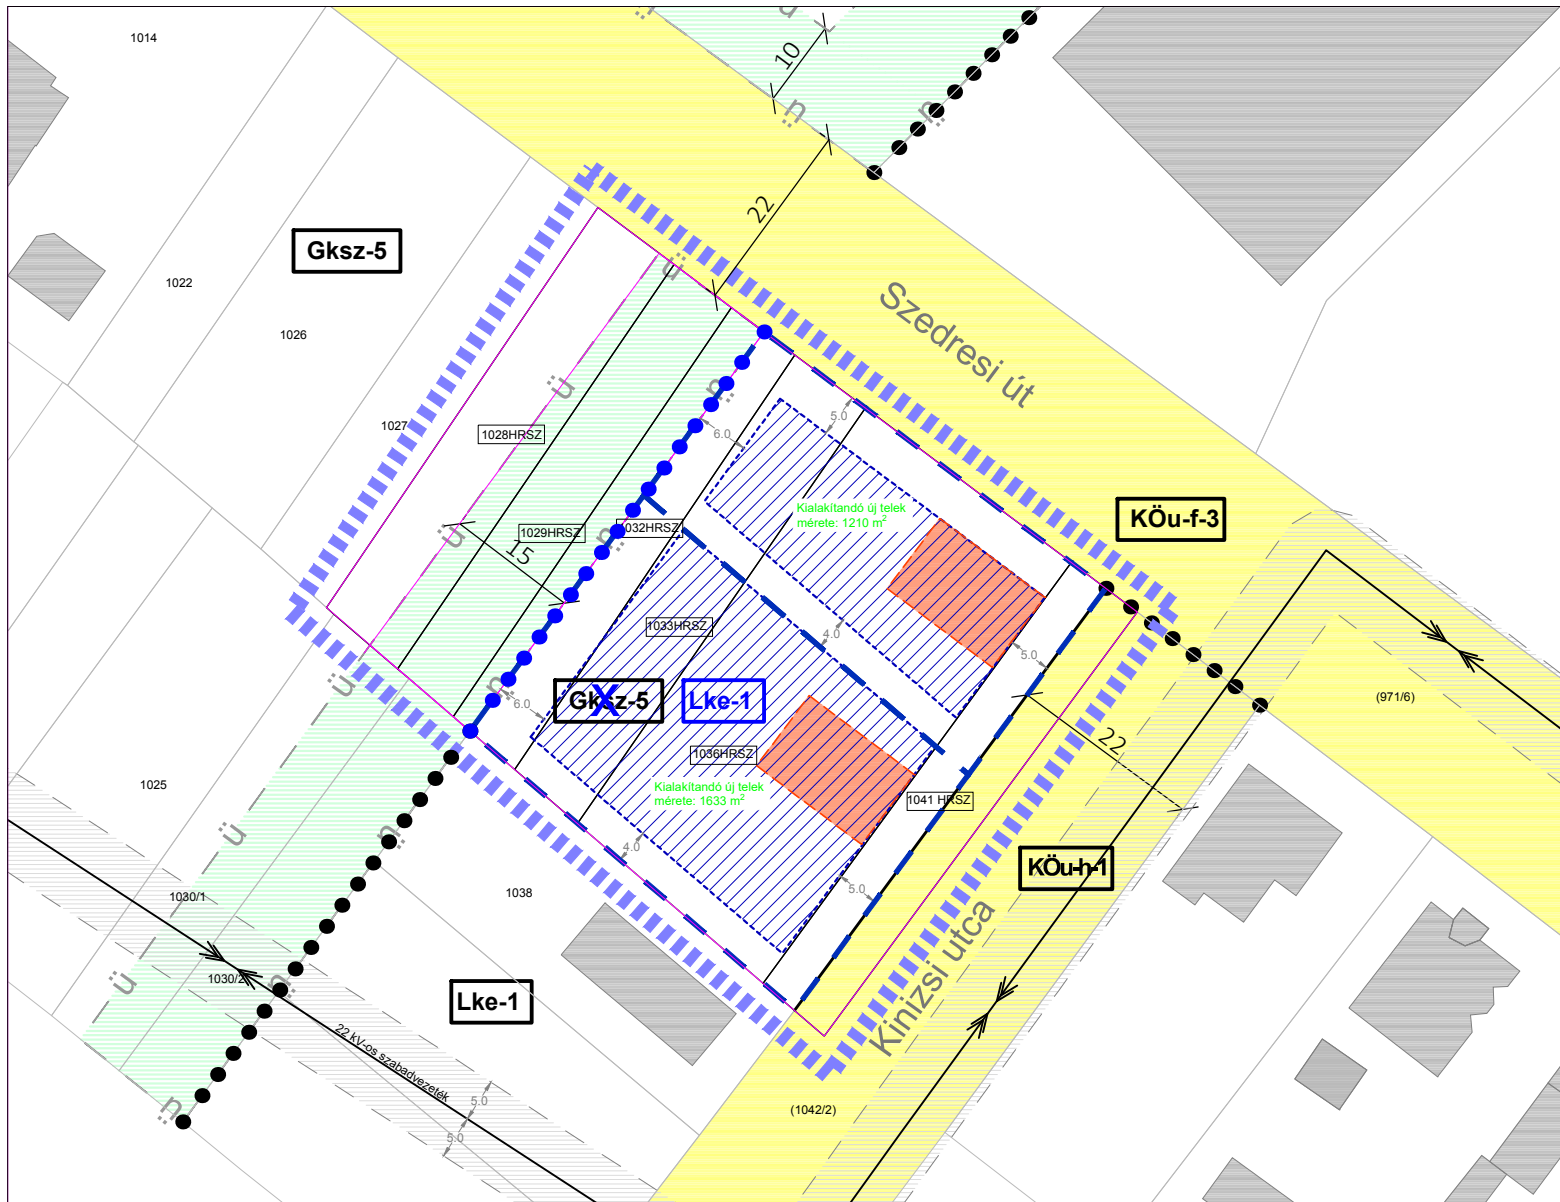 1014
ü
ü
10
ü
ü
22
Gksz-5
1022
1026
ü
Szedresi út
1027
1028HRSZ
ü
ü
6.0
5.0
Kialakítandó új telek
mérete: 1210 m²
KÖu-f-3
1029HRSZ
1032HRSZ
ü
ü
15
1033HRSZ
4.0
5.0
ü
ü
6.0
Gksz-5
X
Lke-1
(971/6)
22
1036HRSZ
1025
Kialakítandó új telek
mérete: 1633 m²
1041 HRSZ
ü
ü
4.0
5.0
KÖu-h-1
1030/1
1038
Kinizsi utca
ü
1030/2
ü
Lke-1
22 kV-os szabadvezeték
5.0
5.0
ü
(1042/2)